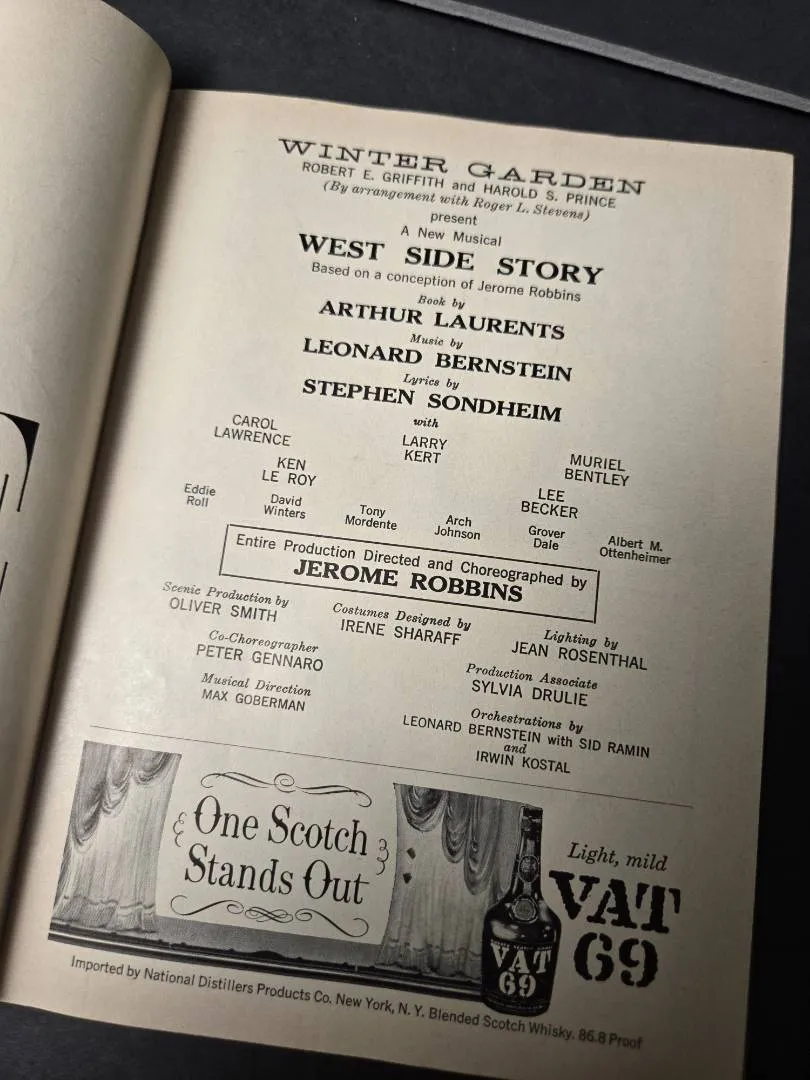 WINTER GARDEN
ROBERT E. GRIFFITH and HAROLD S. PRINCE
(By arrangement with Roger L. Stevens)
present
A New Musical
WEST SIDE STORY
Based on a conception of Jerome Robbins
Book by
ARTHUR LAURENTS
Music by
LEONARD BERNSTEIN
Lyrics by
STEPHEN SONDHEIM
with
CAROL
LAWRENCE
LARRY
KERT
MURIEL
BENTLEY
KEN
LE ROY
LEE
BECKER
Eddie
Roll
David
Winters
Tony
Mordente
Arch
Johnson
Grover
Dale
Albert M.
Ottenheimer
Entire Production Directed and Choreographed by
JEROME ROBBINS
Scenic Production by
OLIVER SMITH
Costumes Designed by
IRENE SHARAFF
Lighting by
JEAN ROSENTHAL
Co-Choreographer
PETER GENNARO
Production Associate
SYLVIA DRULIE
Musical Direction
MAX GOBERMAN
Orchestrations by
LEONARD BERNSTEIN with SID RAMIN
and
IRWIN KOSTAL
One Scotch
Stands Out
Light, mild
VAT
69
VAT
69
Imported by National Distillers Products Co. New York, N. Y. Blended Scotch Whisky. 86.8 Proof